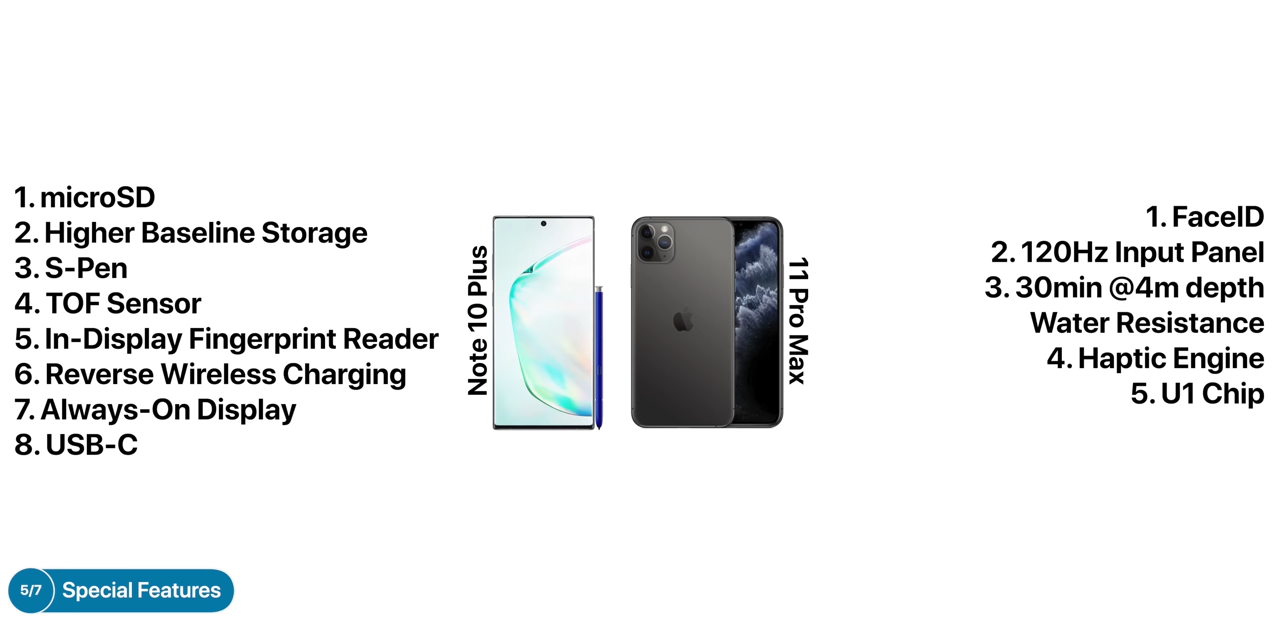 1. microSD
2. Higher Baseline Storage
3. S-Pen
4. TOF Sensor
5. In-Display Fingerprint Reader
6. Reverse Wireless Charging
7. Always-On Display
8. USB-C
Note 10 Plus
11 Pro Max
1. FaceID
2. 120Hz Input Panel
3. 30min @4m depth
Water Resistance
4. Haptic Engine
5. U1 Chip
5/7 Special Features